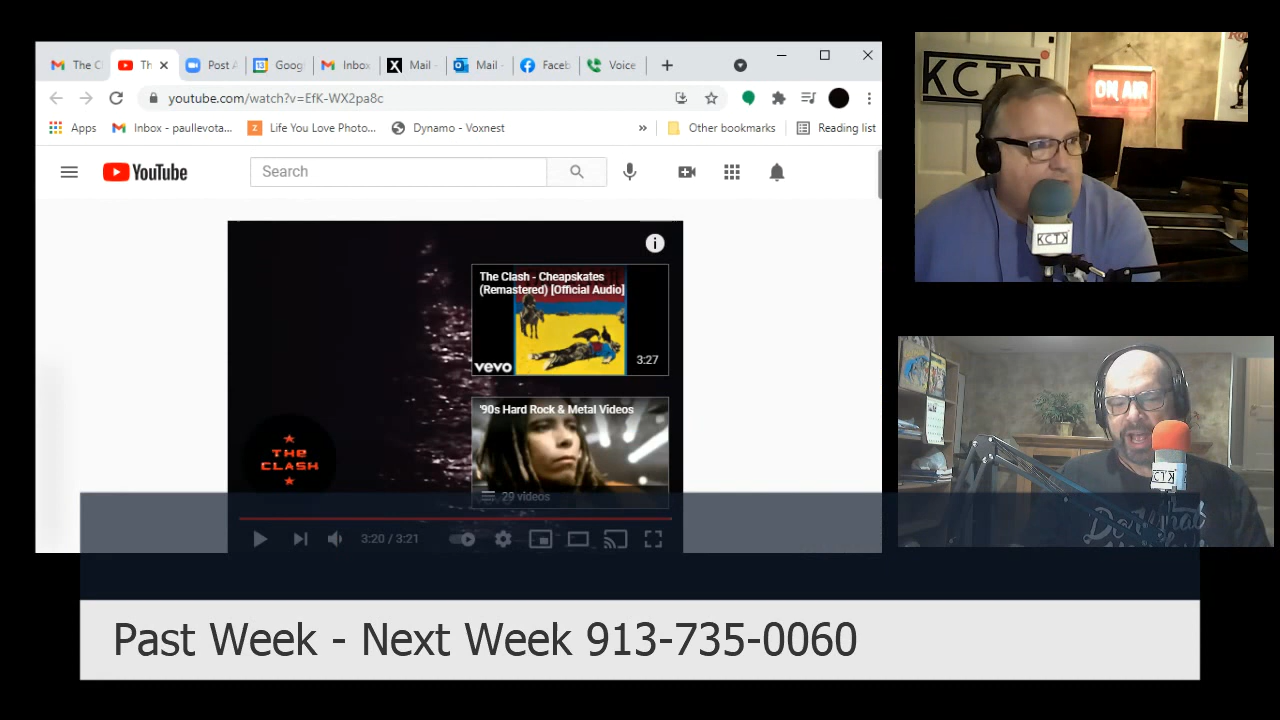 The C
Th
Post A
Goog
Inbox
Mail -
Mail -
Faceb
Voice
youtube.com/watch?v=EfK-WX2pa8c
Apps
Inbox - paullevota...
Life You Love Photo...
Dynamo - Voxnest
»
Other bookmarks
Reading list
YouTube
Search
The Clash - Cheapskates
(Remastered) [Official Audio]
vevo
3:27
'90s Hard Rock & Metal Videos
29 videos
THE
CLASH
3:20 / 3:21
KCTK
ON AIR
KCTK
KCTK
Past Week - Next Week 913-735-0060